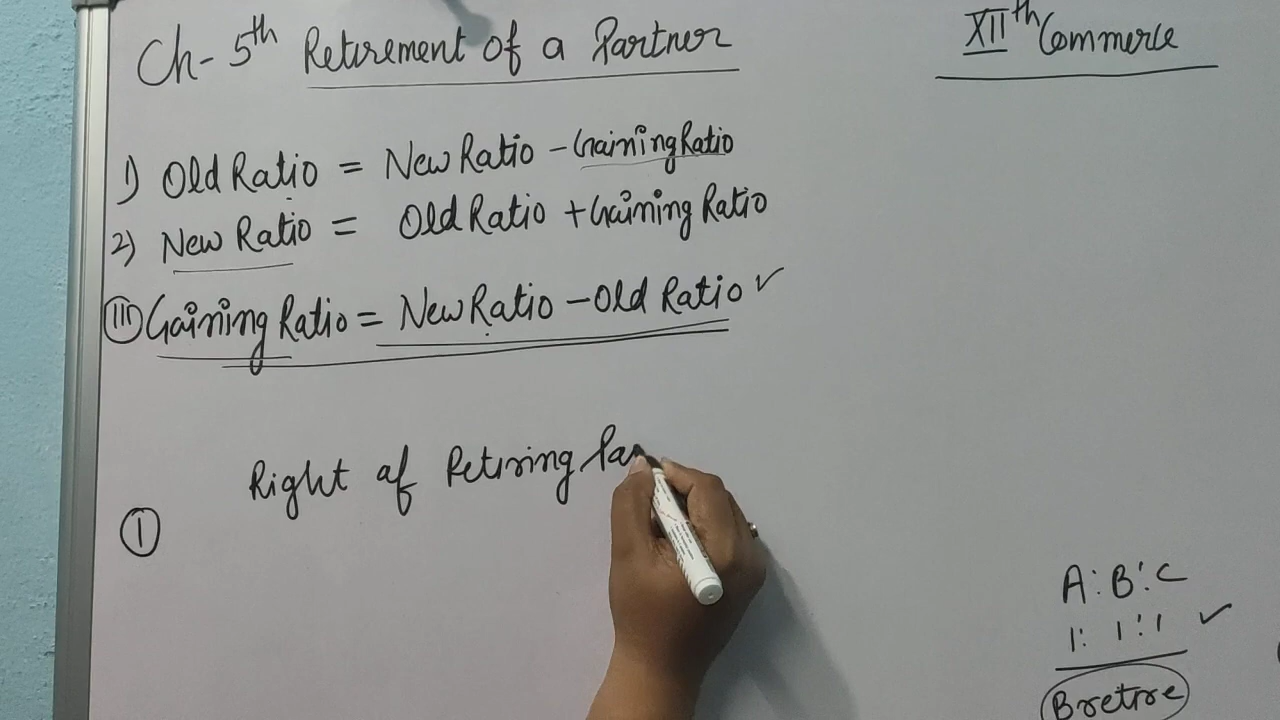 Ch- 5th Retirement of a Partner
XIIth Commerce
1) Old Ratio = New Ratio - Gaining Ratio
2) New Ratio = Old Ratio + Gaining Ratio
III Gaining Ratio = New Ratio - Old Ratio ✓
Right of Retiring Pa
1
A : B : C
1 : 1 : 1 ✓
B retire